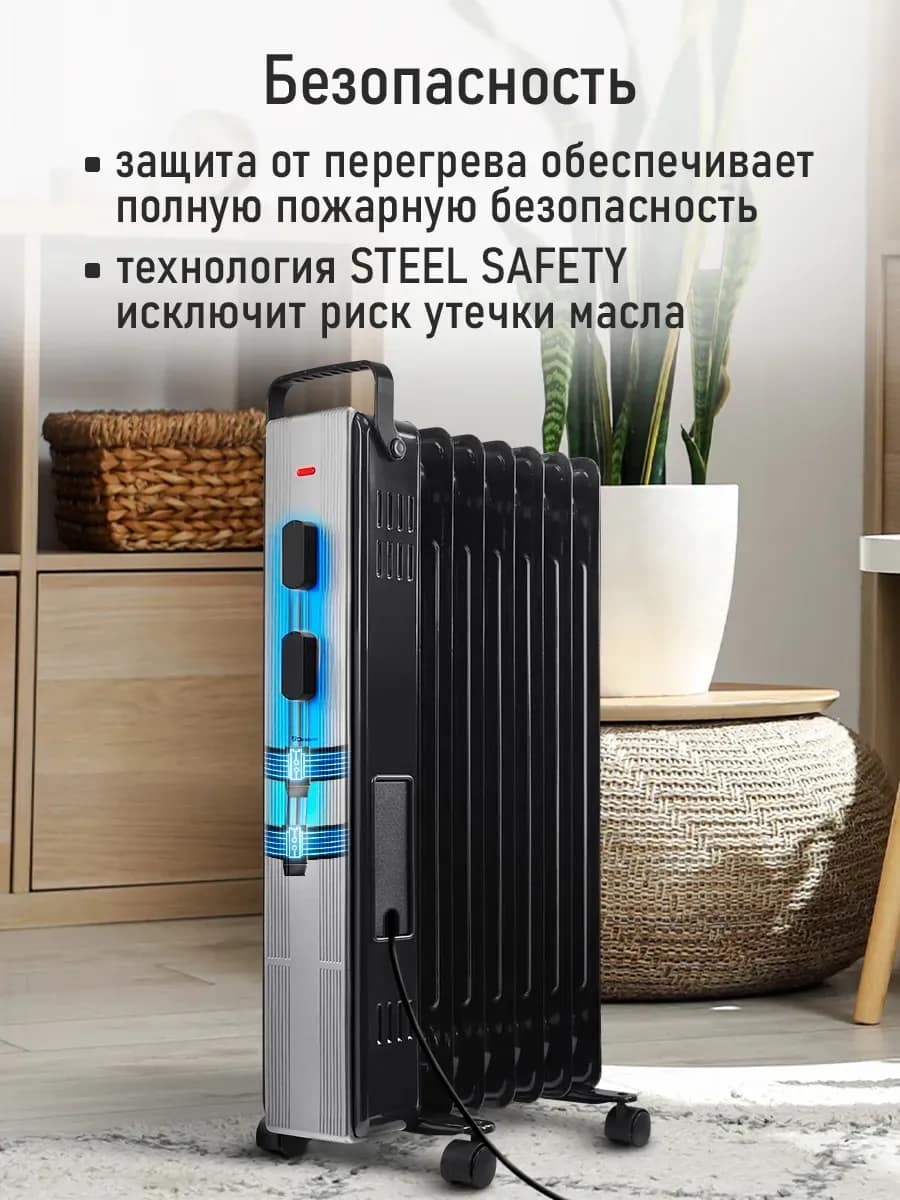 Безопасность
▪ защита от перегрева обеспечивает
полную пожарную безопасность
▪ технология STEEL SAFETY
исключит риск утечки масла